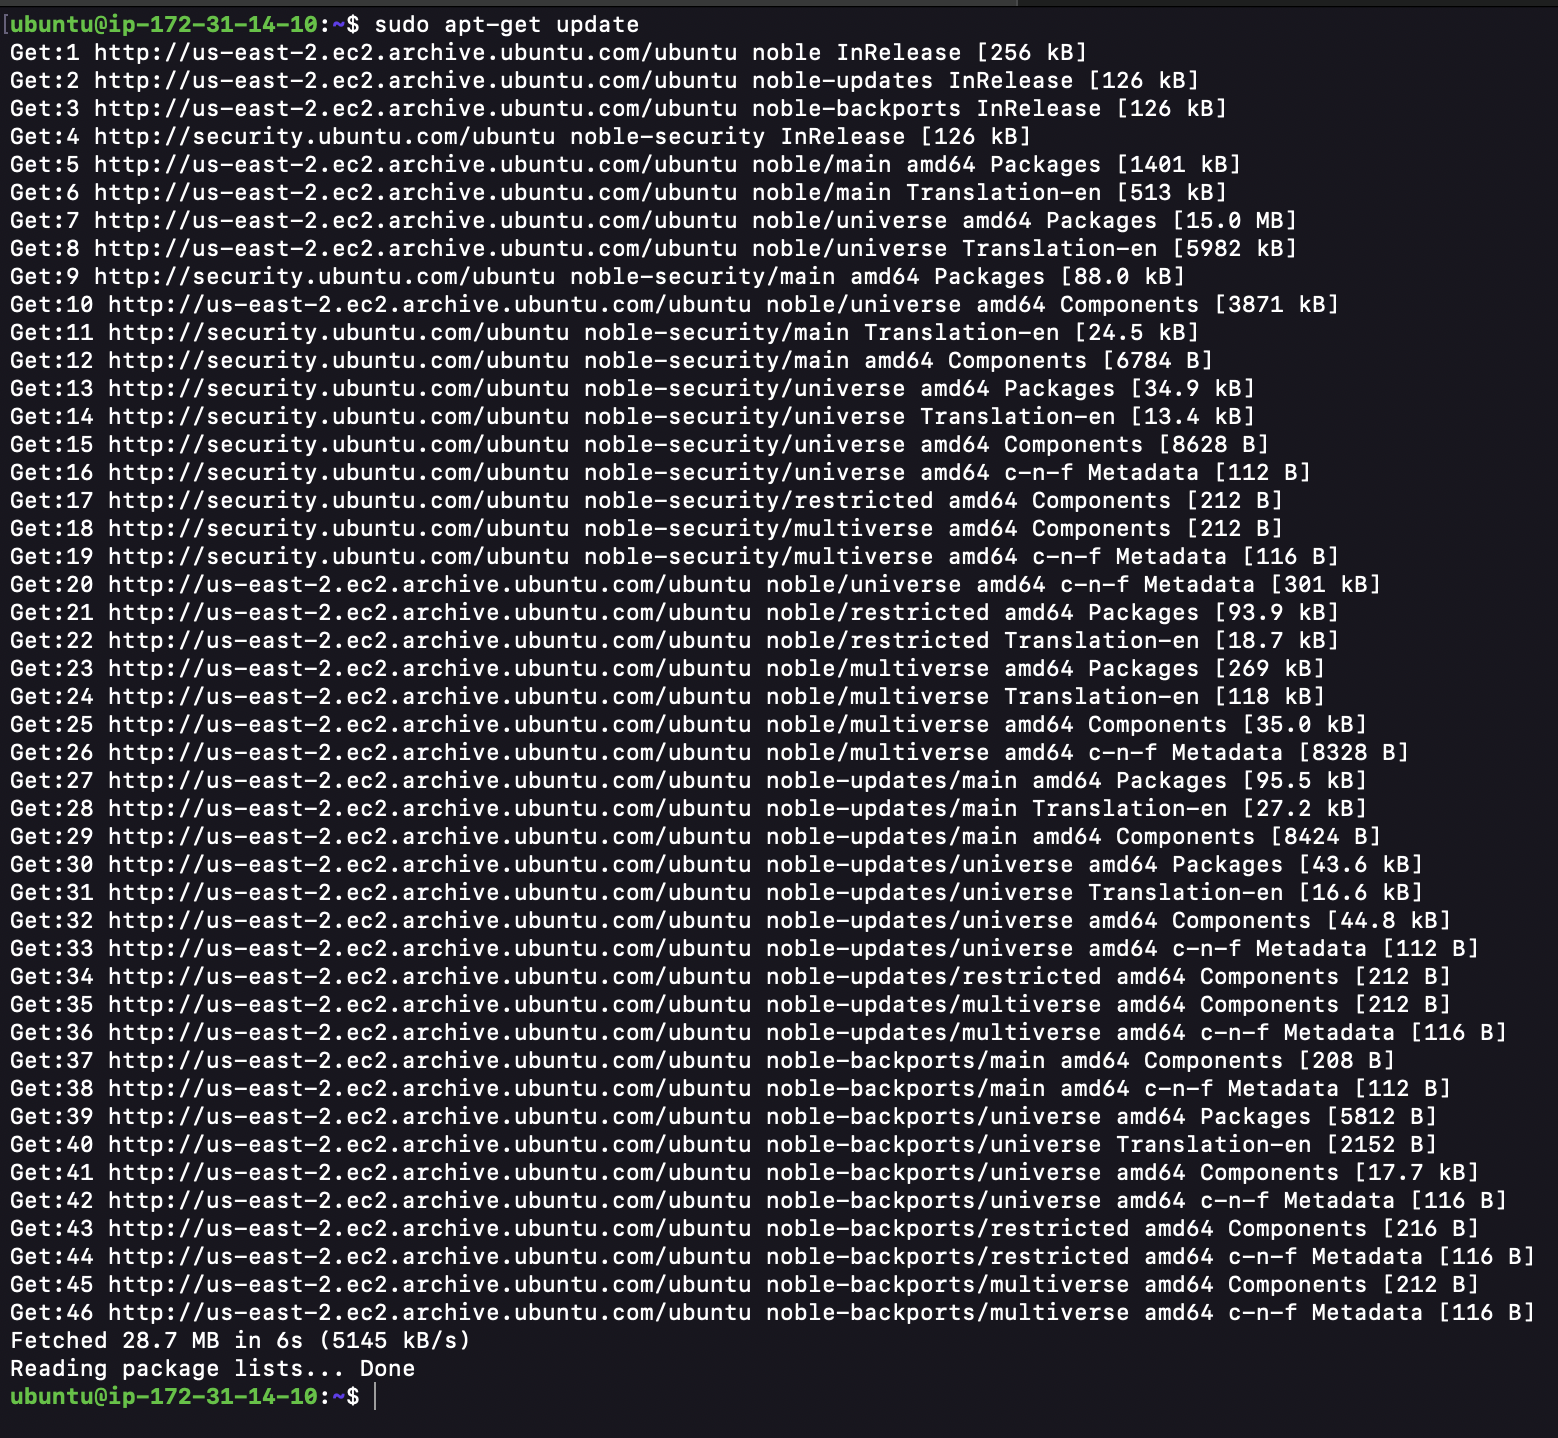 [ubuntu@ip-172-31-14-10:~$ sudo apt-get update
Get:1 http://us-east-2.ec2.archive.ubuntu.com/ubuntu noble InRelease [256 kB]
Get:2 http://us-east-2.ec2.archive.ubuntu.com/ubuntu noble-updates InRelease [126 kB]
Get:3 http://us-east-2.ec2.archive.ubuntu.com/ubuntu noble-backports InRelease [126 kB]
Get:4 http://security.ubuntu.com/ubuntu noble-security InRelease [126 kB]
Get:5 http://us-east-2.ec2.archive.ubuntu.com/ubuntu noble/main amd64 Packages [1401 kB]
Get:6 http://us-east-2.ec2.archive.ubuntu.com/ubuntu noble/main Translation-en [513 kB]
Get:7 http://us-east-2.ec2.archive.ubuntu.com/ubuntu noble/universe amd64 Packages [15.0 MB]
Get:8 http://us-east-2.ec2.archive.ubuntu.com/ubuntu noble/universe Translation-en [5982 kB]
Get:9 http://security.ubuntu.com/ubuntu noble-security/main amd64 Packages [88.0 kB]
Get:10 http://us-east-2.ec2.archive.ubuntu.com/ubuntu noble/universe amd64 Components [3871 kB]
Get:11 http://security.ubuntu.com/ubuntu noble-security/main Translation-en [24.5 kB]
Get:12 http://security.ubuntu.com/ubuntu noble-security/main amd64 Components [6784 B]
Get:13 http://security.ubuntu.com/ubuntu noble-security/universe amd64 Packages [34.9 kB]
Get:14 http://security.ubuntu.com/ubuntu noble-security/universe Translation-en [13.4 kB]
Get:15 http://security.ubuntu.com/ubuntu noble-security/universe amd64 Components [8628 B]
Get:16 http://security.ubuntu.com/ubuntu noble-security/universe amd64 c-n-f Metadata [112 B]
Get:17 http://security.ubuntu.com/ubuntu noble-security/restricted amd64 Components [212 B]
Get:18 http://security.ubuntu.com/ubuntu noble-security/multiverse amd64 Components [212 B]
Get:19 http://security.ubuntu.com/ubuntu noble-security/multiverse amd64 c-n-f Metadata [116 B]
Get:20 http://us-east-2.ec2.archive.ubuntu.com/ubuntu noble/universe amd64 c-n-f Metadata [301 kB]
Get:21 http://us-east-2.ec2.archive.ubuntu.com/ubuntu noble/restricted amd64 Packages [93.9 kB]
Get:22 http://us-east-2.ec2.archive.ubuntu.com/ubuntu noble/restricted Translation-en [18.7 kB]
Get:23 http://us-east-2.ec2.archive.ubuntu.com/ubuntu noble/multiverse amd64 Packages [269 kB]
Get:24 http://us-east-2.ec2.archive.ubuntu.com/ubuntu noble/multiverse Translation-en [118 kB]
Get:25 http://us-east-2.ec2.archive.ubuntu.com/ubuntu noble/multiverse amd64 Components [35.0 kB]
Get:26 http://us-east-2.ec2.archive.ubuntu.com/ubuntu noble/multiverse amd64 c-n-f Metadata [8328 B]
Get:27 http://us-east-2.ec2.archive.ubuntu.com/ubuntu noble-updates/main amd64 Packages [95.5 kB]
Get:28 http://us-east-2.ec2.archive.ubuntu.com/ubuntu noble-updates/main Translation-en [27.2 kB]
Get:29 http://us-east-2.ec2.archive.ubuntu.com/ubuntu noble-updates/main amd64 Components [8424 B]
Get:30 http://us-east-2.ec2.archive.ubuntu.com/ubuntu noble-updates/universe amd64 Packages [43.6 kB]
Get:31 http://us-east-2.ec2.archive.ubuntu.com/ubuntu noble-updates/universe Translation-en [16.6 kB]
Get:32 http://us-east-2.ec2.archive.ubuntu.com/ubuntu noble-updates/universe amd64 Components [44.8 kB]
Get:33 http://us-east-2.ec2.archive.ubuntu.com/ubuntu noble-updates/universe amd64 c-n-f Metadata [112 B]
Get:34 http://us-east-2.ec2.archive.ubuntu.com/ubuntu noble-updates/restricted amd64 Components [212 B]
Get:35 http://us-east-2.ec2.archive.ubuntu.com/ubuntu noble-updates/multiverse amd64 Components [212 B]
Get:36 http://us-east-2.ec2.archive.ubuntu.com/ubuntu noble-updates/multiverse amd64 c-n-f Metadata [116 B]
Get:37 http://us-east-2.ec2.archive.ubuntu.com/ubuntu noble-backports/main amd64 Components [208 B]
Get:38 http://us-east-2.ec2.archive.ubuntu.com/ubuntu noble-backports/main amd64 c-n-f Metadata [112 B]
Get:39 http://us-east-2.ec2.archive.ubuntu.com/ubuntu noble-backports/universe amd64 Packages [5812 B]
Get:40 http://us-east-2.ec2.archive.ubuntu.com/ubuntu noble-backports/universe Translation-en [2152 B]
Get:41 http://us-east-2.ec2.archive.ubuntu.com/ubuntu noble-backports/universe amd64 Components [17.7 kB]
Get:42 http://us-east-2.ec2.archive.ubuntu.com/ubuntu noble-backports/universe amd64 c-n-f Metadata [116 B]
Get:43 http://us-east-2.ec2.archive.ubuntu.com/ubuntu noble-backports/restricted amd64 Components [216 B]
Get:44 http://us-east-2.ec2.archive.ubuntu.com/ubuntu noble-backports/restricted amd64 c-n-f Metadata [116 B]
Get:45 http://us-east-2.ec2.archive.ubuntu.com/ubuntu noble-backports/multiverse amd64 Components [212 B]
Get:46 http://us-east-2.ec2.archive.ubuntu.com/ubuntu noble-backports/multiverse amd64 c-n-f Metadata [116 B]
Fetched 28.7 MB in 6s (5145 kB/s)
Reading package lists... Done
ubuntu@ip-172-31-14-10:~$